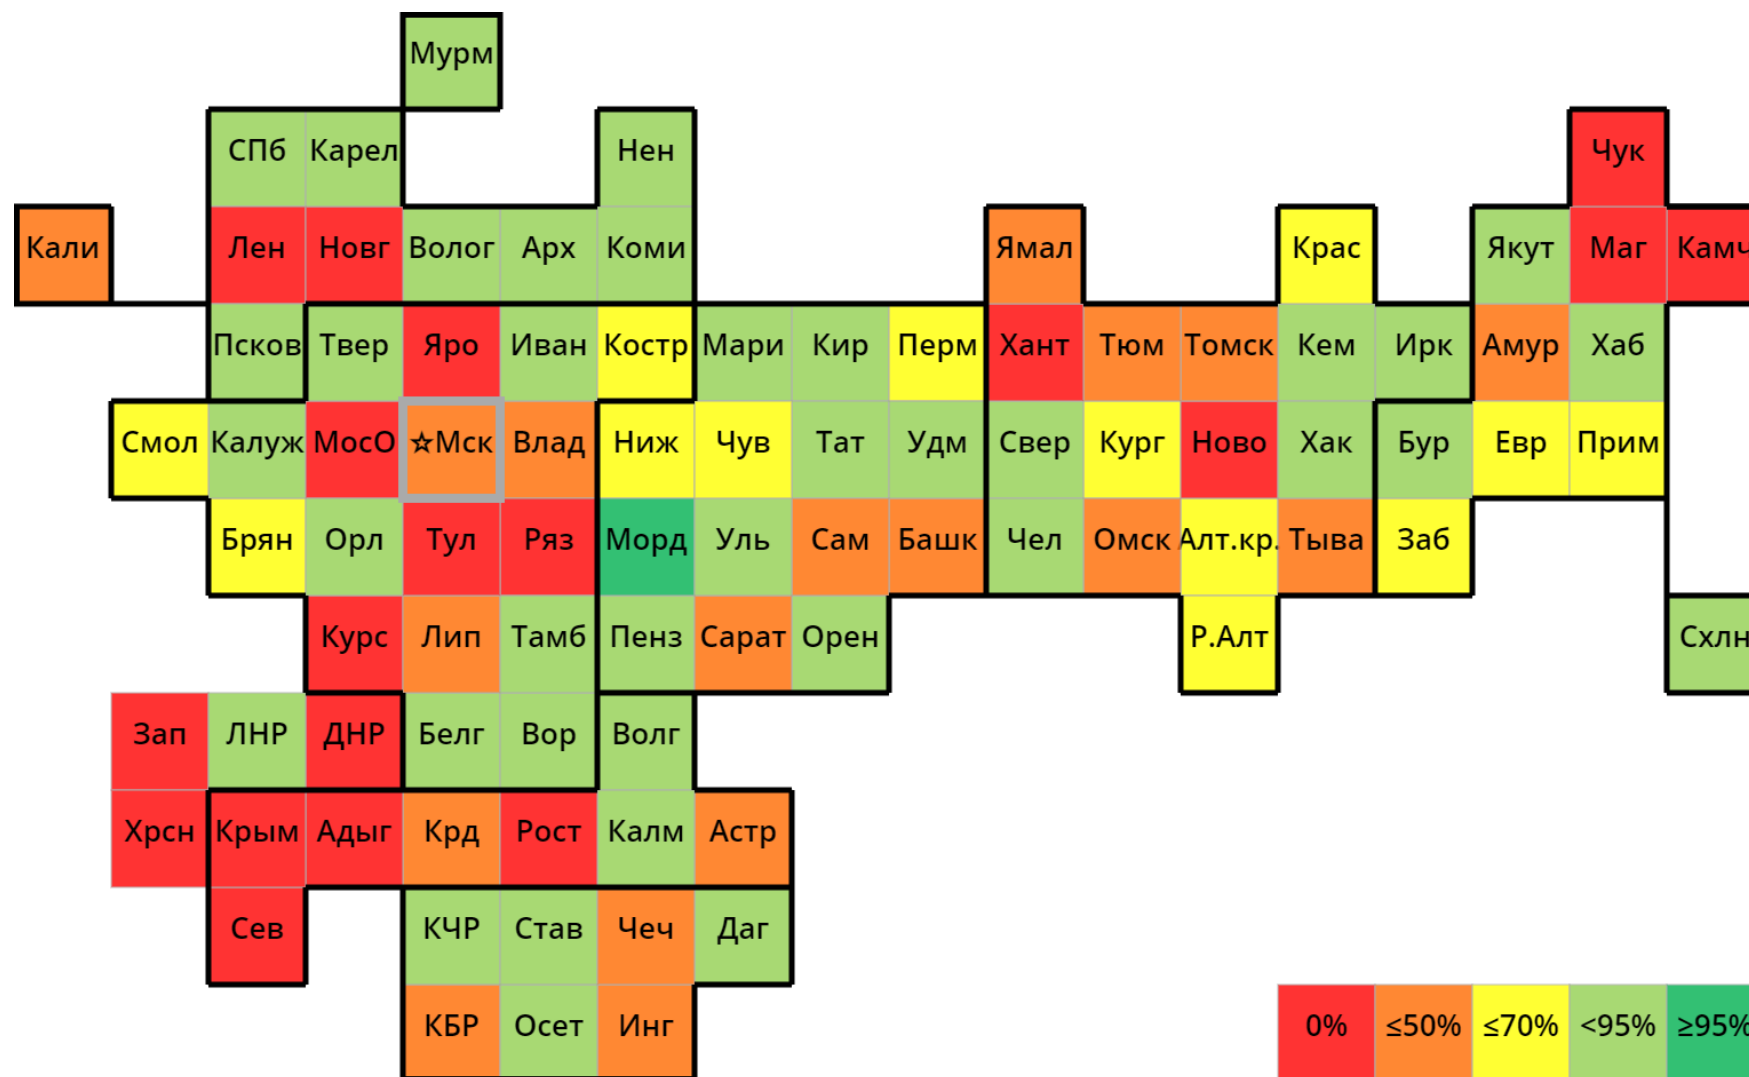 Мурм
СПб Карел Нен Чук
Кали Лен Новг Волог Арх Коми Ямал Крас Якут Маг Камч
Псков Твер Яро Иван Костр Мари Кир Перм Хант Тюм Томск Кем Ирк Амур Хаб
Смол Калуж МосО ☆Мск Влад Ниж Чув Тат Удм Свер Кург Ново Хак Бур Евр Прим
Брян Орл Тул Ряз Морд Уль Сам Башк Чел Омск Алт.кр. Тыва Заб
Курс Лип Тамб Пенз Сарат Орен Р.Алт Схлн
Зап ЛНР ДНР Белг Вор Волг
Хрсн Крым Адыг Крд Рост Калм Астр
Сев КЧР Став Чеч Даг
КБР Осет Инг 0% ≤50% ≤70% <95% ≥95%